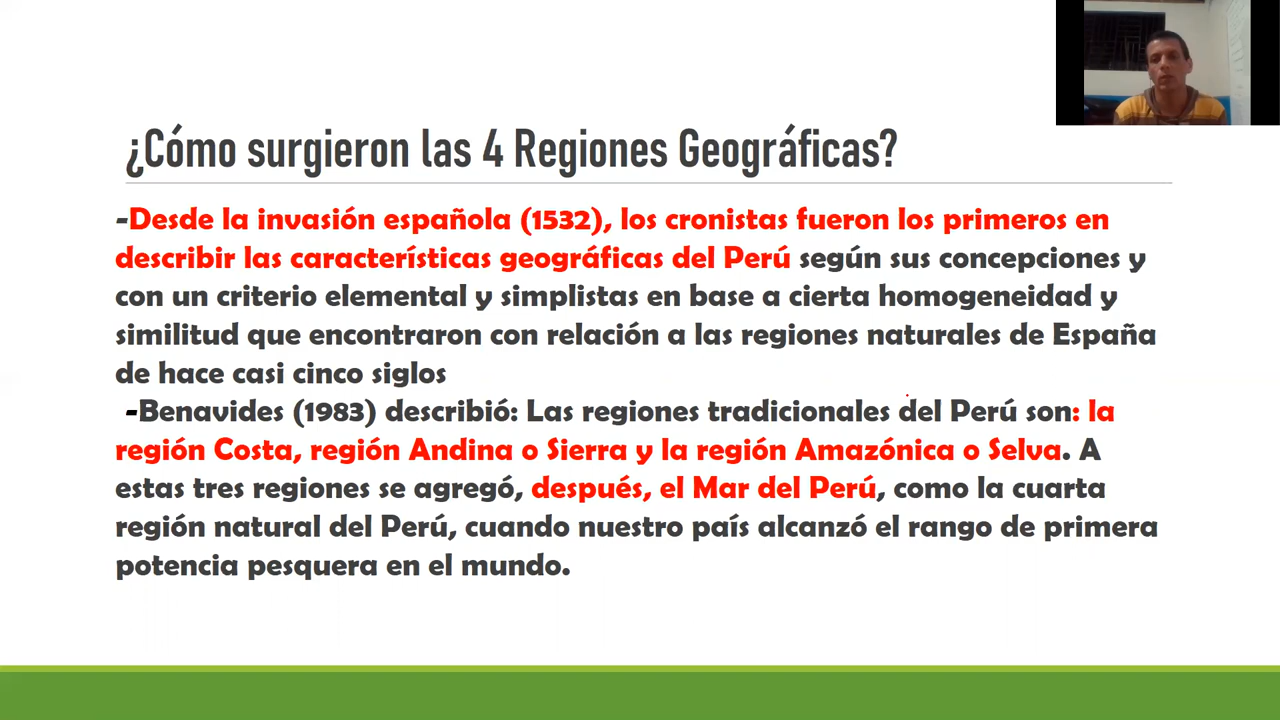 ¿Cómo surgieron las 4 Regiones Geográficas?
-Desde la invasión española (1532), los cronistas fueron los primeros en
describir las características geográficas del Perú según sus concepciones y
con un criterio elemental y simplistas en base a cierta homogeneidad y
similitud que encontraron con relación a las regiones naturales de España
de hace casi cinco siglos
-Benavides (1983) describió: Las regiones tradicionales del Perú son: la
región Costa, región Andina o Sierra y la región Amazónica o Selva. A
estas tres regiones se agregó, después, el Mar del Perú, como la cuarta
región natural del Perú, cuando nuestro país alcanzó el rango de primera
potencia pesquera en el mundo.